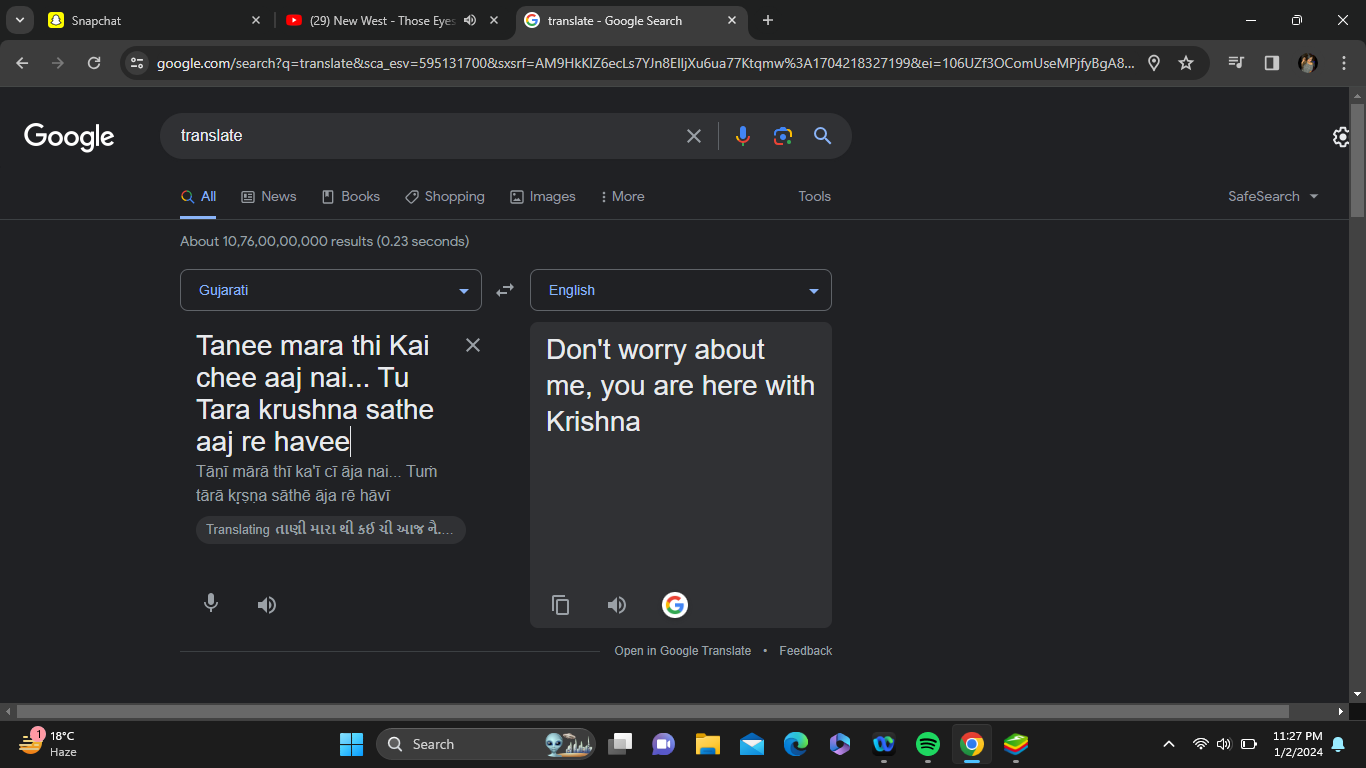 Snapchat
(29) New West - Those Eyes
translate - Google Search
google.com/search?q=translate&sca_esv=595131700&sxsrf=AM9HkKlZ6ecLs7YJn8EIljXu6ua77Ktqmw%3A1704218327199&ei=106UZf3OComUseMPjfyBgA8...
Google
translate
All
News
Books
Shopping
Images
More
Tools
SafeSearch
About 10,76,00,00,000 results (0.23 seconds)
Gujarati
English
Tanee mara thi Kai
chee aaj nai... Tu
Tara krushna sathe
aaj re havee
Tāṇī mārā thī ka'ī cī āja nai... Tuṁ
tārā kr̥ṣṇa sāthē āja rē hāvī
Translating તાણી મારા થી કઈ ચી આજ નૈ....
Don't worry about
me, you are here with
Krishna
Open in Google Translate • Feedback
1
18°C
Haze
Search
11:27 PM
1/2/2024